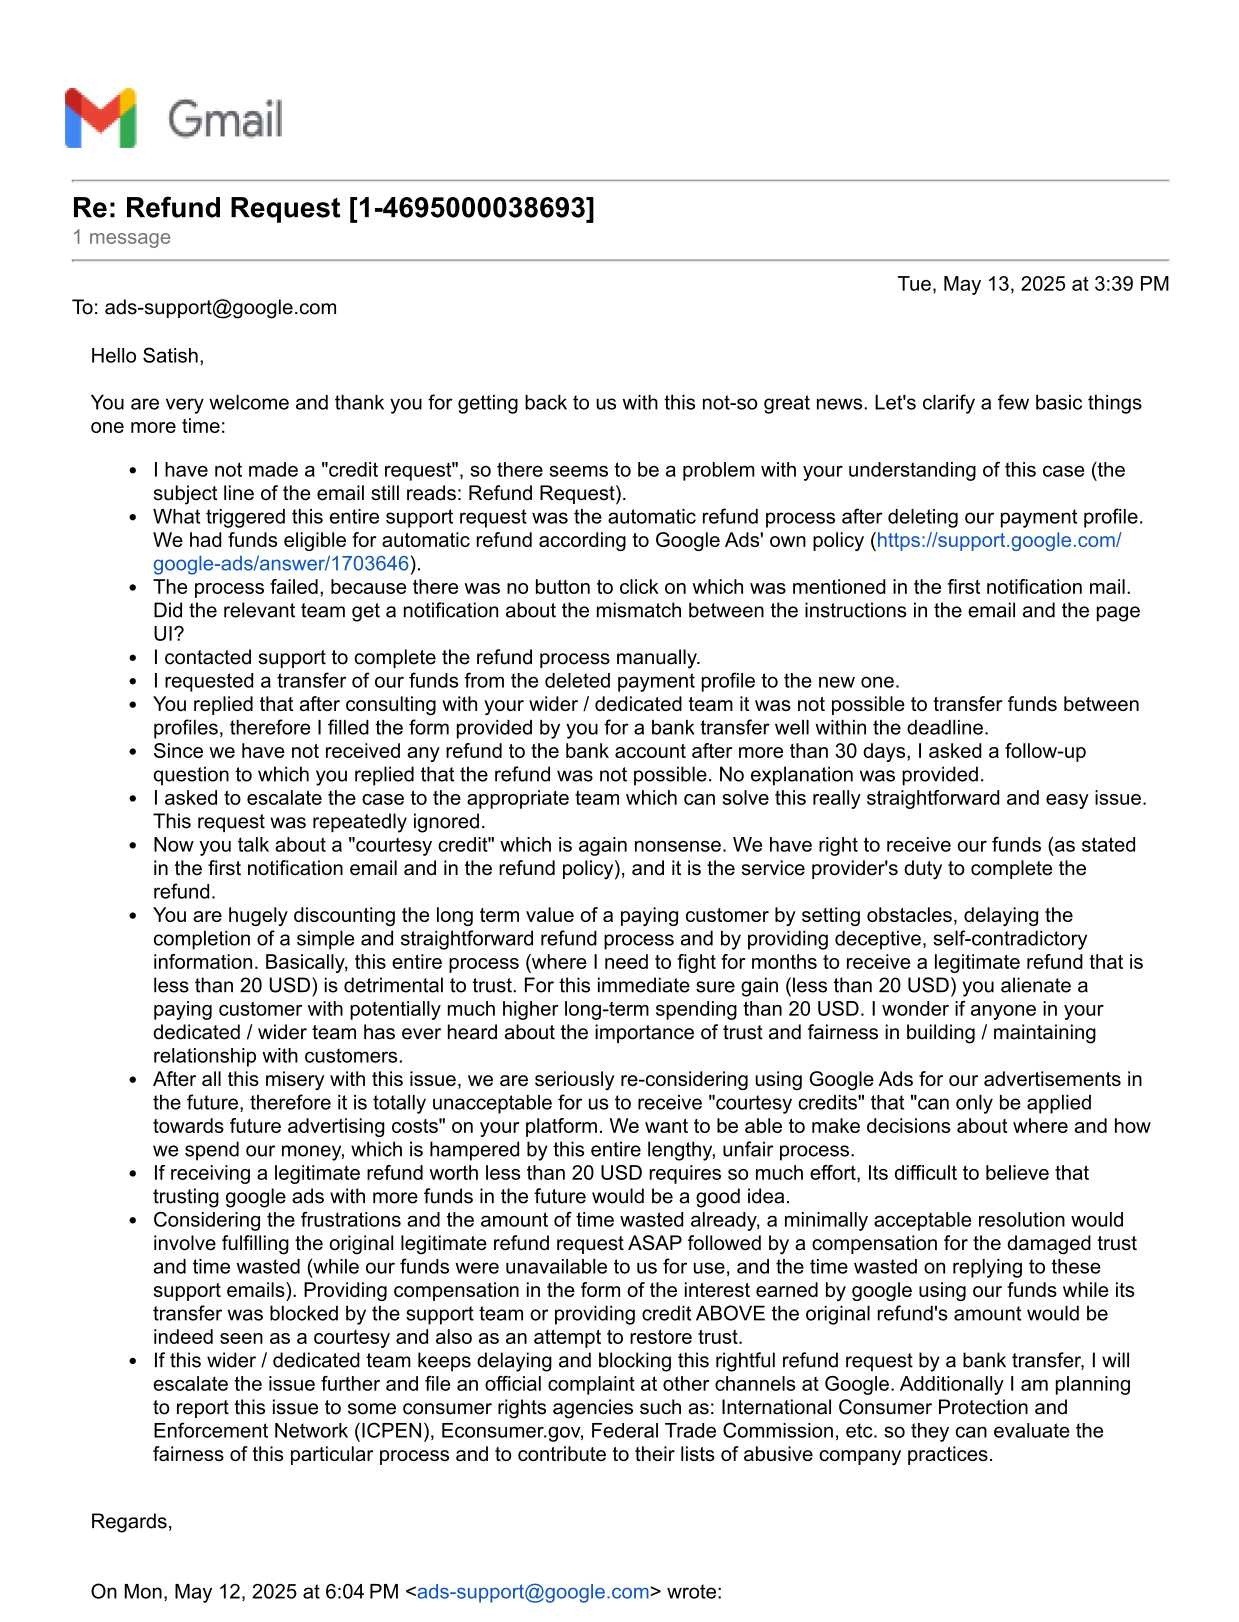 Gmail
Re: Refund Request [1-4695000038693]
1 message
Tue, May 13, 2025 at 3:39 PM
To: ads-support@google.com
Hello Satish,
You are very welcome and thank you for getting back to us with this not-so great news. Let's clarify a few basic things
one more time:
• I have not made a "credit request", so there seems to be a problem with your understanding of this case (the
subject line of the email still reads: Refund Request).
• What triggered this entire support request was the automatic refund process after deleting our payment profile.
We had funds eligible for automatic refund according to Google Ads' own policy (https://support.google.com/
google-ads/answer/1703646).
• The process failed, because there was no button to click on which was mentioned in the first notification mail.
Did the relevant team get a notification about the mismatch between the instructions in the email and the page
UI?
• I contacted support to complete the refund process manually.
• I requested a transfer of our funds from the deleted payment profile to the new one.
• You replied that after consulting with your wider / dedicated team it was not possible to transfer funds between
profiles, therefore I filled the form provided by you for a bank transfer well within the deadline.
• Since we have not received any refund to the bank account after more than 30 days, I asked a follow-up
question to which you replied that the refund was not possible. No explanation was provided.
• I asked to escalate the case to the appropriate team which can solve this really straightforward and easy issue.
This request was repeatedly ignored.
• Now you talk about a "courtesy credit" which is again nonsense. We have right to receive our funds (as stated
in the first notification email and in the refund policy), and it is the service provider's duty to complete the
refund.
• You are hugely discounting the long term value of a paying customer by setting obstacles, delaying the
completion of a simple and straightforward refund process and by providing deceptive, self-contradictory
information. Basically, this entire process (where I need to fight for months to receive a legitimate refund that is
less than 20 USD) is detrimental to trust. For this immediate sure gain (less than 20 USD) you alienate a
paying customer with potentially much higher long-term spending than 20 USD. I wonder if anyone in your
dedicated / wider team has ever heard about the importance of trust and fairness in building / maintaining
relationship with customers.
• After all this misery with this issue, we are seriously re-considering using Google Ads for our advertisements in
the future, therefore it is totally unacceptable for us to receive "courtesy credits" that "can only be applied
towards future advertising costs" on your platform. We want to be able to make decisions about where and how
we spend our money, which is hampered by this entire lengthy, unfair process.
• If receiving a legitimate refund worth less than 20 USD requires so much effort, Its difficult to believe that
trusting google ads with more funds in the future would be a good idea.
• Considering the frustrations and the amount of time wasted already, a minimally acceptable resolution would
involve fulfilling the original legitimate refund request ASAP followed by a compensation for the damaged trust
and time wasted (while our funds were unavailable to us for use, and the time wasted on replying to these
support emails). Providing compensation in the form of the interest earned by google using our funds while its
transfer was blocked by the support team or providing credit ABOVE the original refund's amount would be
indeed seen as a courtesy and also as an attempt to restore trust.
• If this wider / dedicated team keeps delaying and blocking this rightful refund request by a bank transfer, I will
escalate the issue further and file an official complaint at other channels at Google. Additionally I am planning
to report this issue to some consumer rights agencies such as: International Consumer Protection and
Enforcement Network (ICPEN), Econsumer.gov, Federal Trade Commission, etc. so they can evaluate the
fairness of this particular process and to contribute to their lists of abusive company practices.
Regards,
On Mon, May 12, 2025 at 6:04 PM <ads-support@google.com> wrote: